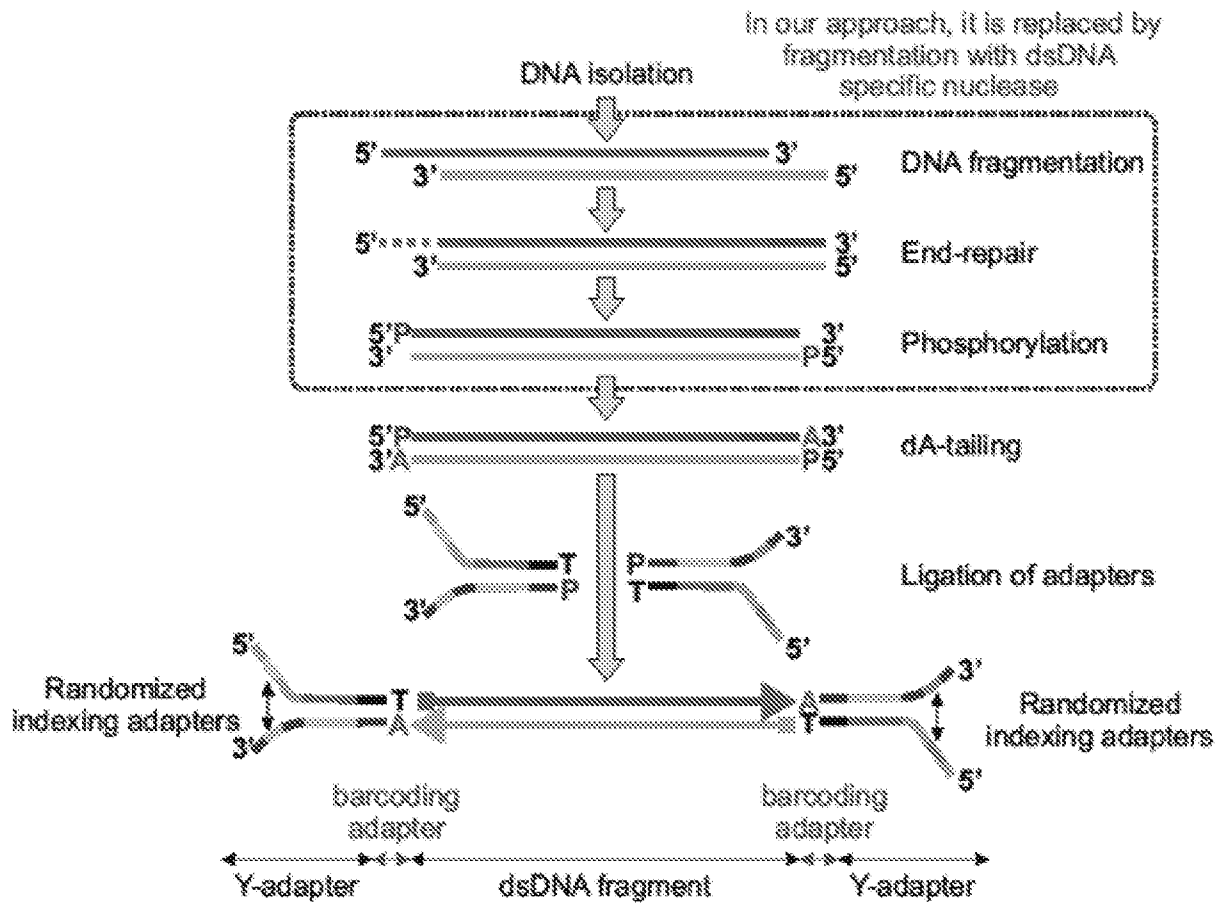 In our approach, it is replaced by
fragmentation with dsDNA
specific nuclease
DNA isolation
5' 3'
3' 5'
DNA fragmentation
5' 3'
3' 5'
End-repair
5'P 3'
3' P5'
Phosphorylation
5'P A3'
3'A P5'
dA-tailing
5' 3'
T P
P T
3' 5'
Ligation of adapters
5' 3'
Randomized
indexing adapters
T A
A T
3' 5'
Randomized
indexing adapters
barcoding
adapter
barcoding
adapter
Y-adapter
dsDNA fragment
Y-adapter